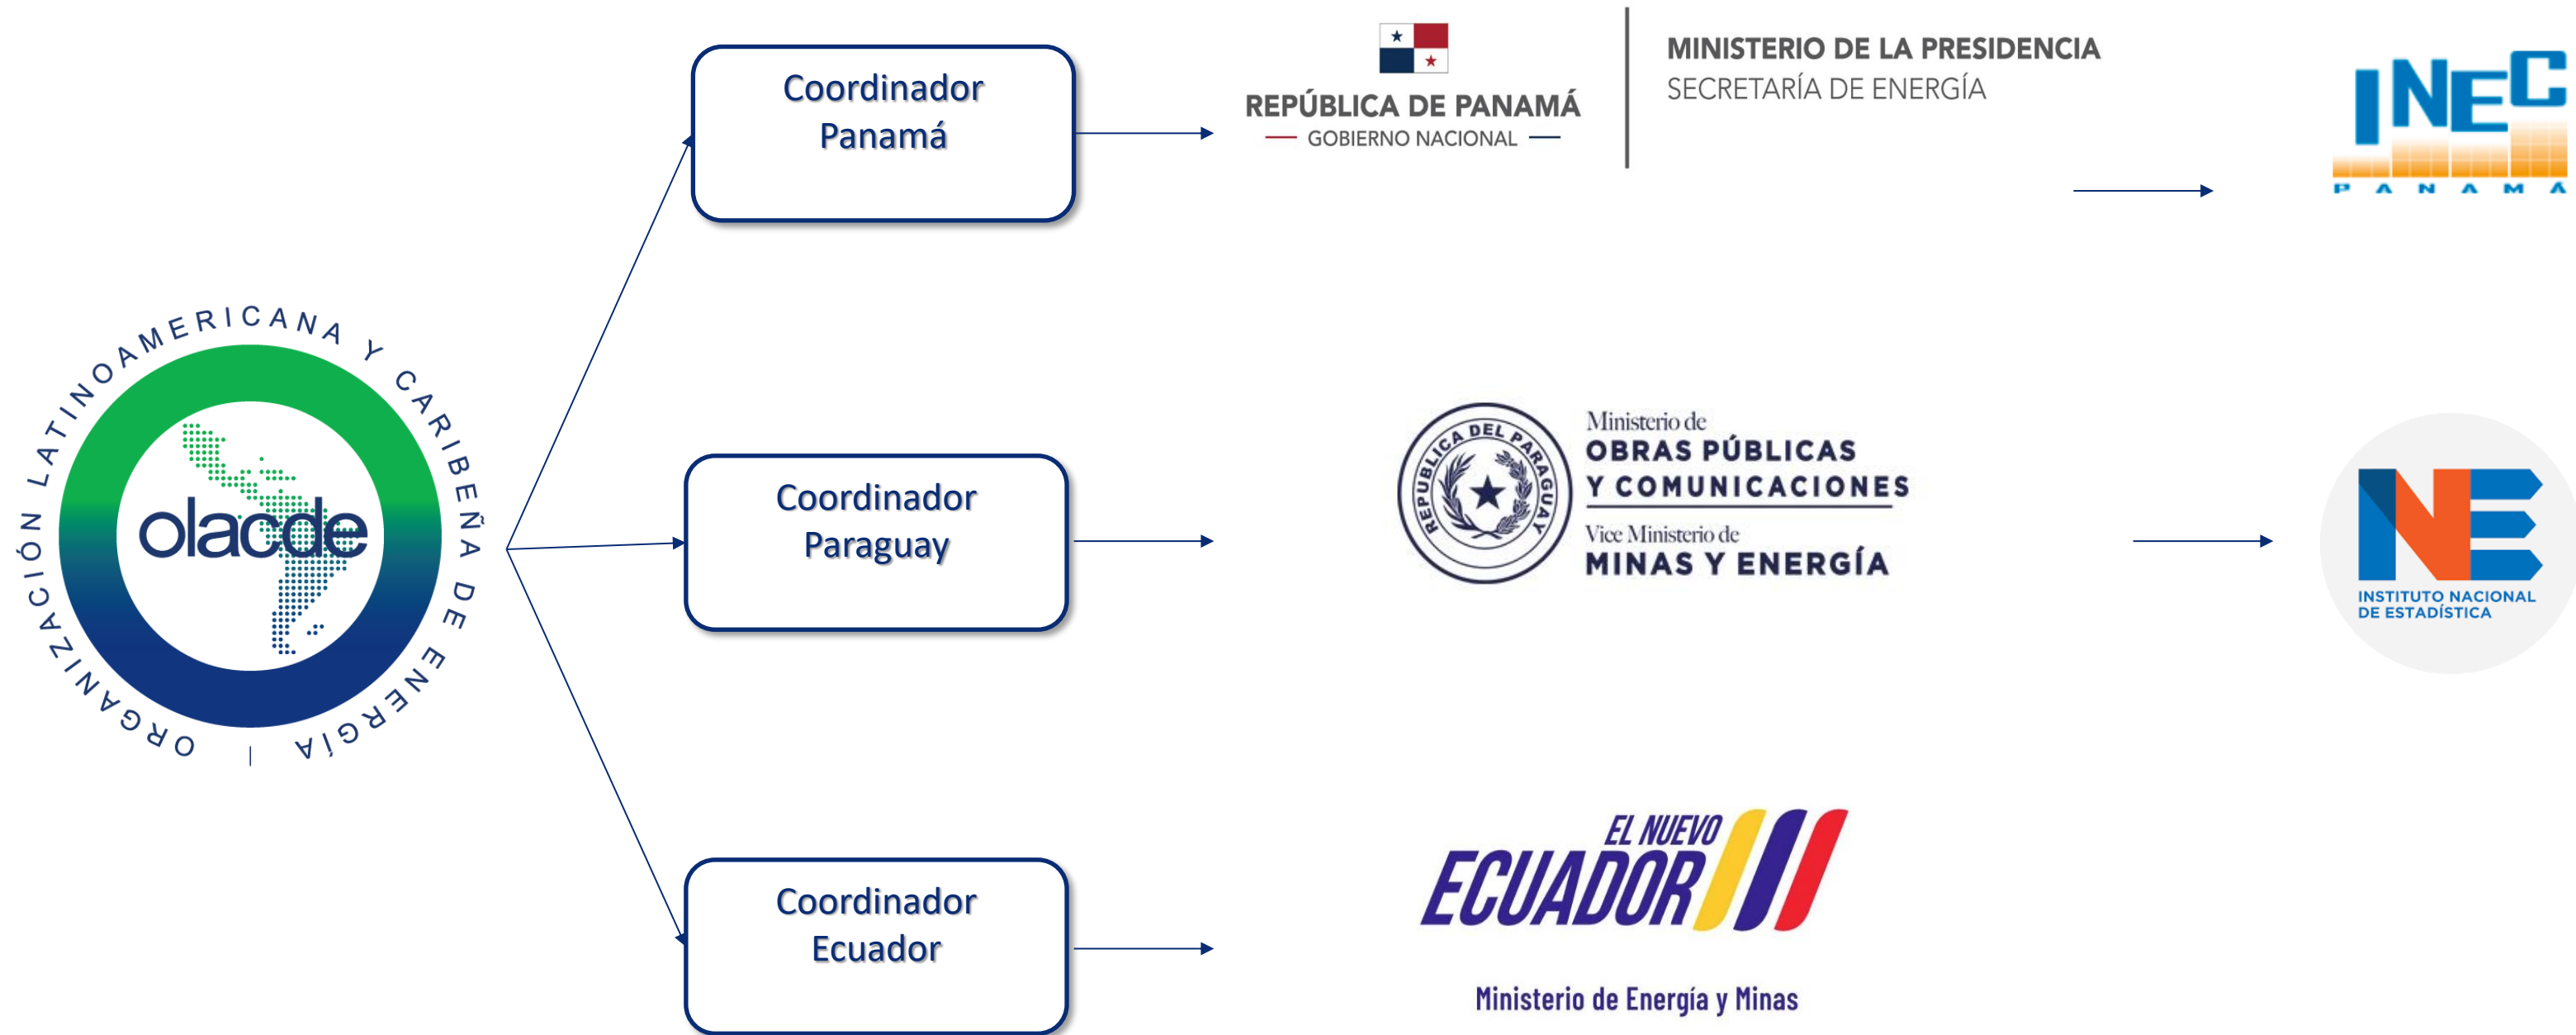 ORGANIZACIÓN LATINOAMERICANA Y CARIBEÑA DE ENERGÍA |
olacde
Coordinador
Panamá
REPÚBLICA DE PANAMÁ
GOBIERNO NACIONAL
MINISTERIO DE LA PRESIDENCIA
SECRETARÍA DE ENERGÍA
INEC
PANAMÁ
Coordinador
Paraguay
REPUBLICA DEL PARAGUAY
Ministerio de
OBRAS PÚBLICAS
Y COMUNICACIONES
Vice Ministerio de
MINAS Y ENERGÍA
INE
INSTITUTO NACIONAL
DE ESTADÍSTICA
Coordinador
Ecuador
EL NUEVO
ECUADOR
Ministerio de Energía y Minas